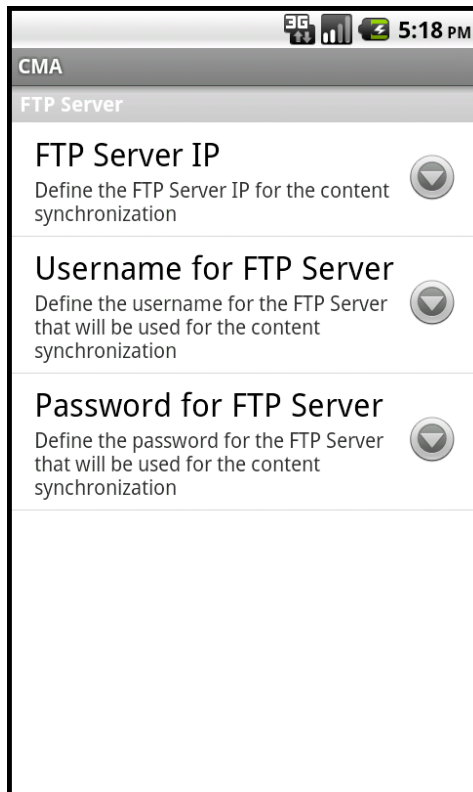 3G 5:18 PM
CMA
FTP Server
FTP Server IP
Define the FTP Server IP for the content
synchronization
Username for FTP Server
Define the username for the FTP Server
that will be used for the content
synchronization
Password for FTP Server
Define the password for the FTP Server
that will be used for the content
synchronization